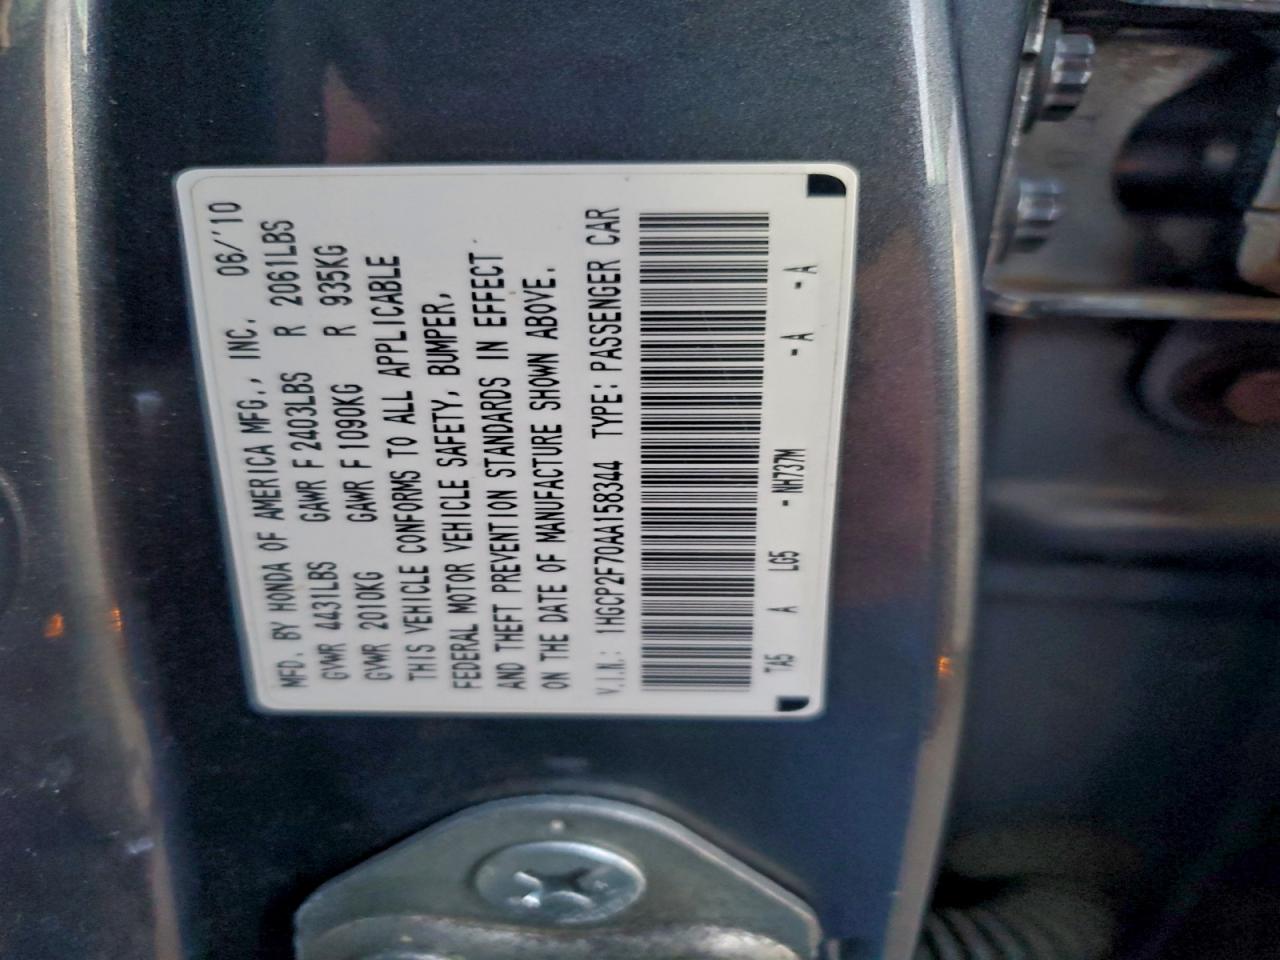 MFD. BY HONDA OF AMERICA MFG., INC. 06/'10
GVWR 4431LBS GAWR F 2403LBS R 2061LBS
GVWR 2010KG GAWR F 1090KG R 935KG
THIS VEHICLE CONFORMS TO ALL APPLICABLE
FEDERAL MOTOR VEHICLE SAFETY, BUMPER,
AND THEFT PREVENTION STANDARDS IN EFFECT
ON THE DATE OF MANUFACTURE SHOWN ABOVE.
V.I.N.: 1HGCP2F70AA158344 TYPE: PASSENGER CAR
TA5 A LG5 - NH737M - A - A